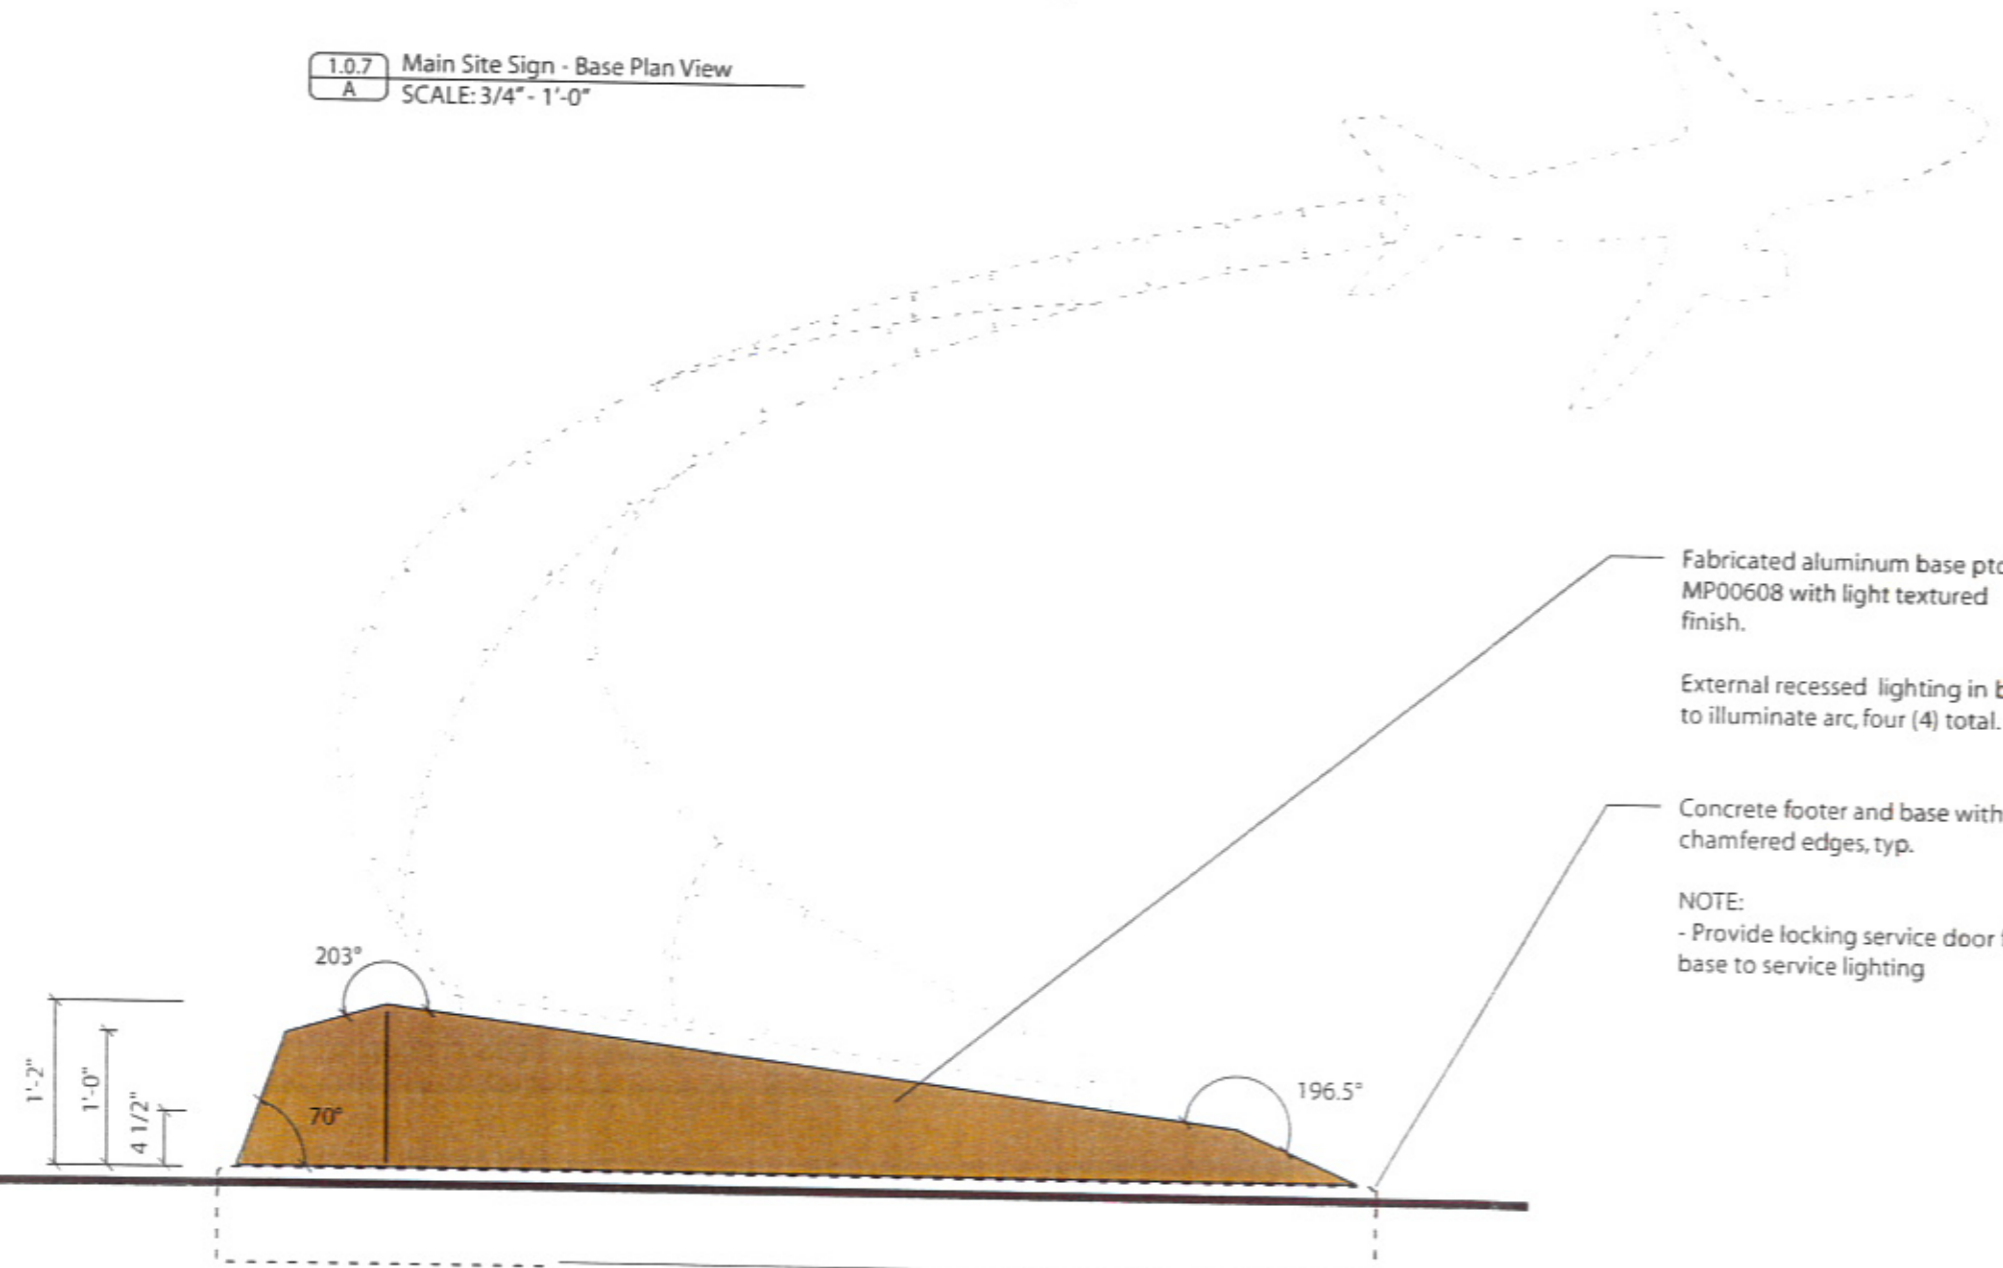 1.0.7 Main Site Sign - Base Plan View
A SCALE: 3/4" - 1'-0"
Fabricated aluminum base
MP00608 with light textured
finish.
External recessed lighting in
to illuminate arc, four (4) total.
Concrete footer and base with
chamfered edges, typ.
NOTE:
- Provide locking service door
base to service lighting
203°
196.5°
70°
1'-2"
1'-0"
4 1/2"